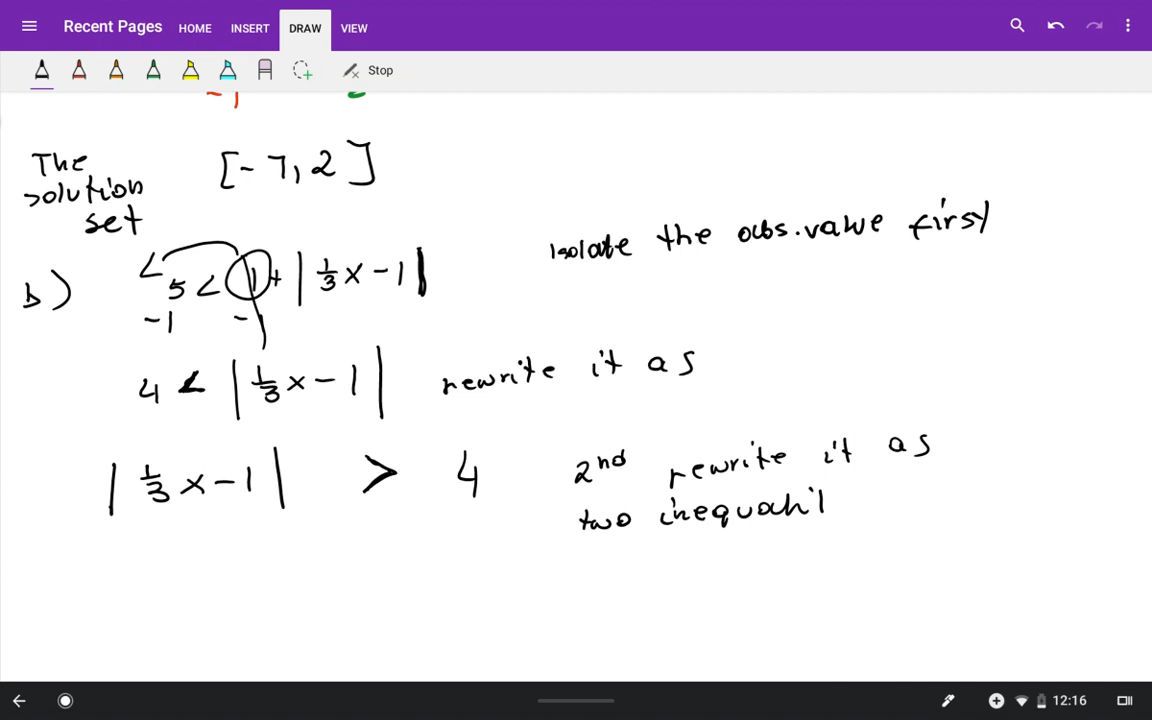 Recent Pages HOME INSERT DRAW VIEW
Stop
The solution set [-7, 2]
Isolate the abs. value first
b) < 5 < 1 + | 1/3 x - 1 |
-1 -1
4 < | 1/3 x - 1 | rewrite it as
| 1/3 x - 1 | > 4 2nd rewrite it as
two inequali
12:16